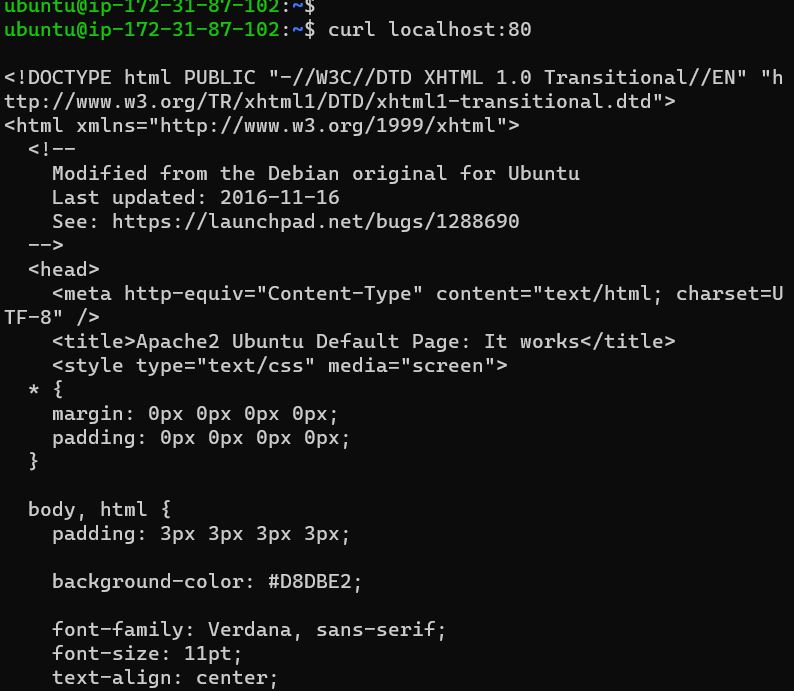 ubuntu@ip-172-31-87-102:~$
ubuntu@ip-172-31-87-102:~$ curl localhost:80

<!DOCTYPE html PUBLIC "-//W3C//DTD XHTML 1.0 Transitional//EN" "h
ttp://www.w3.org/TR/xhtml1/DTD/xhtml1-transitional.dtd">
<html xmlns="http://www.w3.org/1999/xhtml">
  <!--
    Modified from the Debian original for Ubuntu
    Last updated: 2016-11-16
    See: https://launchpad.net/bugs/1288690
  -->
  <head>
    <meta http-equiv="Content-Type" content="text/html; charset=U
TF-8" />
    <title>Apache2 Ubuntu Default Page: It works</title>
    <style type="text/css" media="screen">
  * {
    margin: 0px 0px 0px 0px;
    padding: 0px 0px 0px 0px;
  }

  body, html {
    padding: 3px 3px 3px 3px;

    background-color: #D8DBE2;

    font-family: Verdana, sans-serif;
    font-size: 11pt;
    text-align: center;